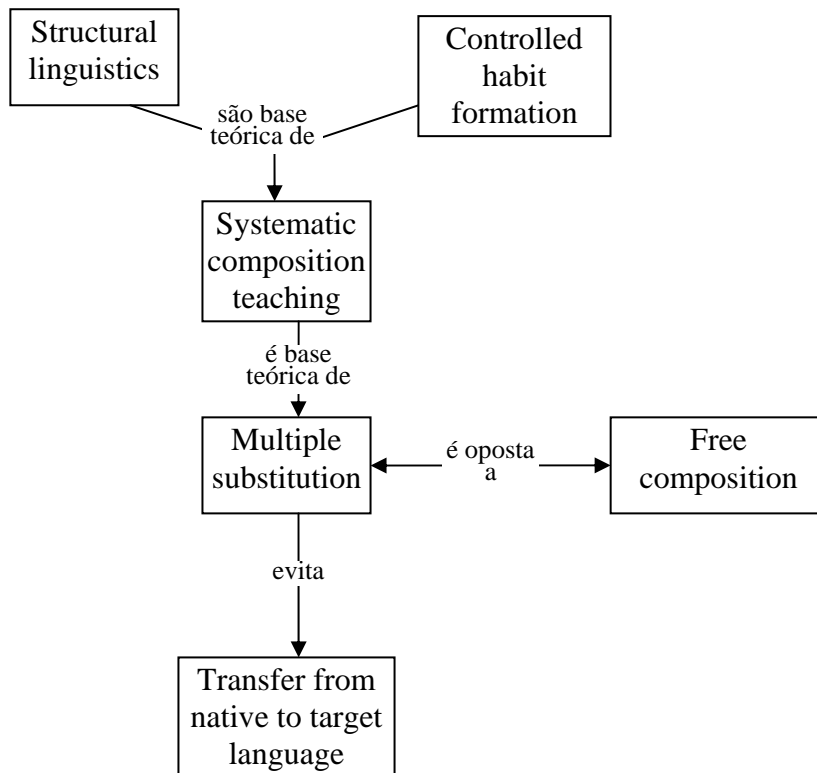 Structural
linguistics
Controlled
habit
formation
são base
teórica de
Systematic
composition
teaching
é base
teórica de
Multiple
substitution
é oposta
a
Free
composition
evita
Transfer from
native to target
language